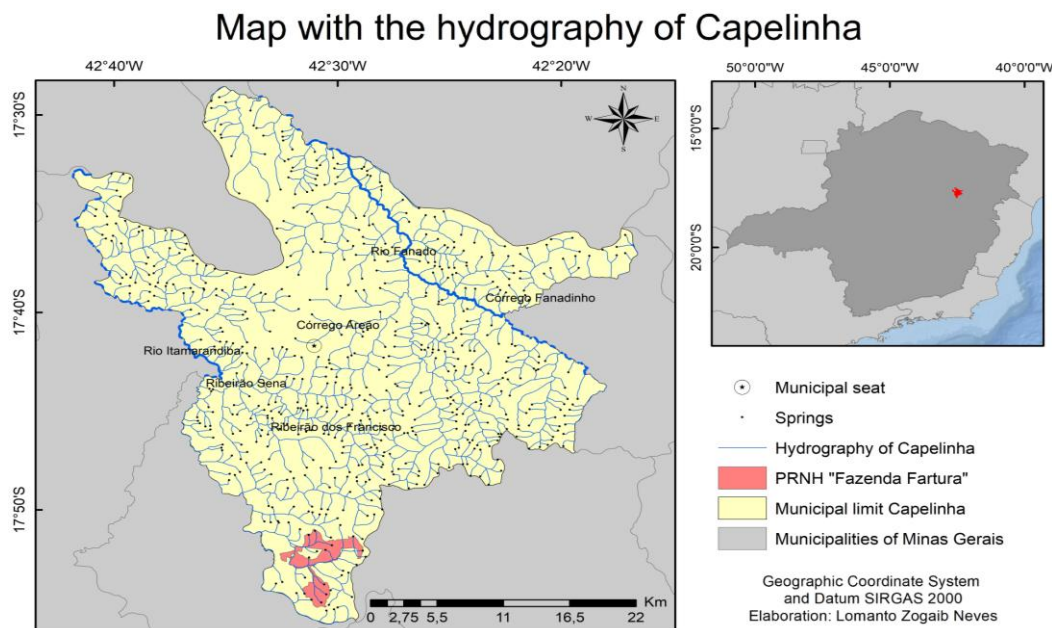 Map with the hydrography of Capelinha
42°40'W 42°30'W 42°20'W
17°30'S
17°40'S
17°50'S
N
W E
S
Rio Fanado
Córrego Fanadinho
Córrego Areão
Rio Itamarandiba
Ribeirão Sena
Ribeirão dos Francisco
Km
0 2,75 5,5 11 16,5 22
50°0'0"W 45°0'0"W 40°0'0"W
15°0'0"S
20°0'0"S
Municipal seat
Springs
Hydrography of Capelinha
PRNH "Fazenda Fartura"
Municipal limit Capelinha
Municipalities of Minas Gerais
Geographic Coordinate System
and Datum SIRGAS 2000
Elaboration: Lomanto Zogaib Neves